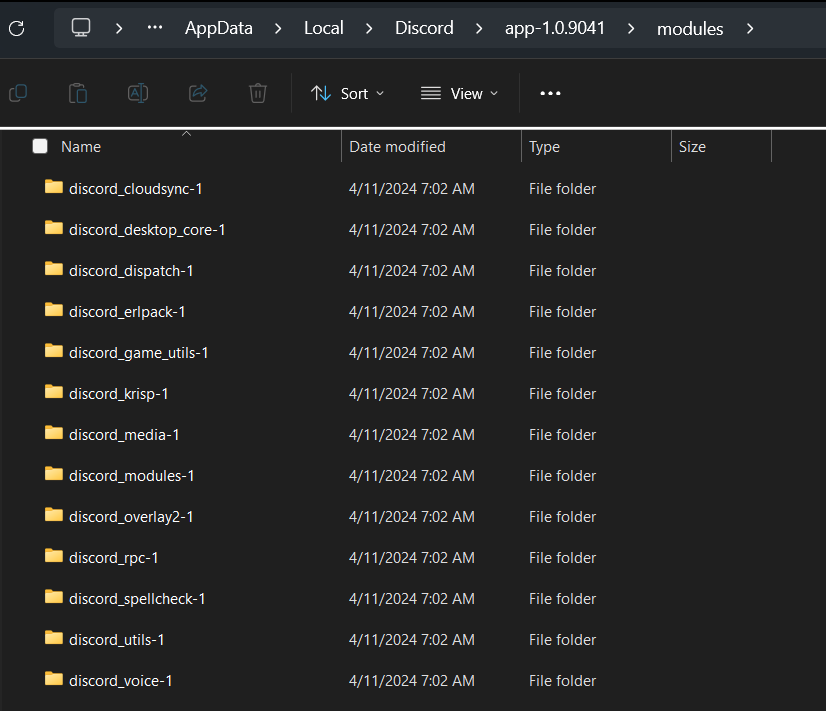 AppData > Local > Discord > app-1.0.9041 > modules >
Sort View
Name Date modified Type Size
discord_cloudsync-1 4/11/2024 7:02 AM File folder
discord_desktop_core-1 4/11/2024 7:02 AM File folder
discord_dispatch-1 4/11/2024 7:02 AM File folder
discord_erlpack-1 4/11/2024 7:02 AM File folder
discord_game_utils-1 4/11/2024 7:02 AM File folder
discord_krisp-1 4/11/2024 7:02 AM File folder
discord_media-1 4/11/2024 7:02 AM File folder
discord_modules-1 4/11/2024 7:02 AM File folder
discord_overlay2-1 4/11/2024 7:02 AM File folder
discord_rpc-1 4/11/2024 7:02 AM File folder
discord_spellcheck-1 4/11/2024 7:02 AM File folder
discord_utils-1 4/11/2024 7:02 AM File folder
discord_voice-1 4/11/2024 7:02 AM File folder